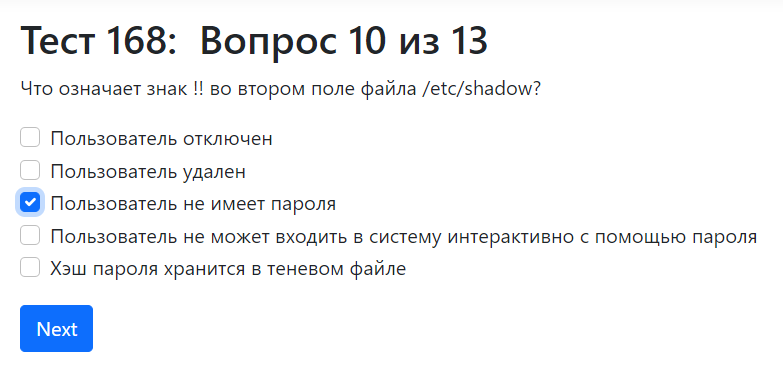 Тест 168: Вопрос 10 из 13
Что означает знак !! во втором поле файла /etc/shadow?
Пользователь отключен
Пользователь удален
Пользователь не имеет пароля
Пользователь не может входить в систему интерактивно с помощью пароля
Хэш пароля хранится в теневом файле
Next